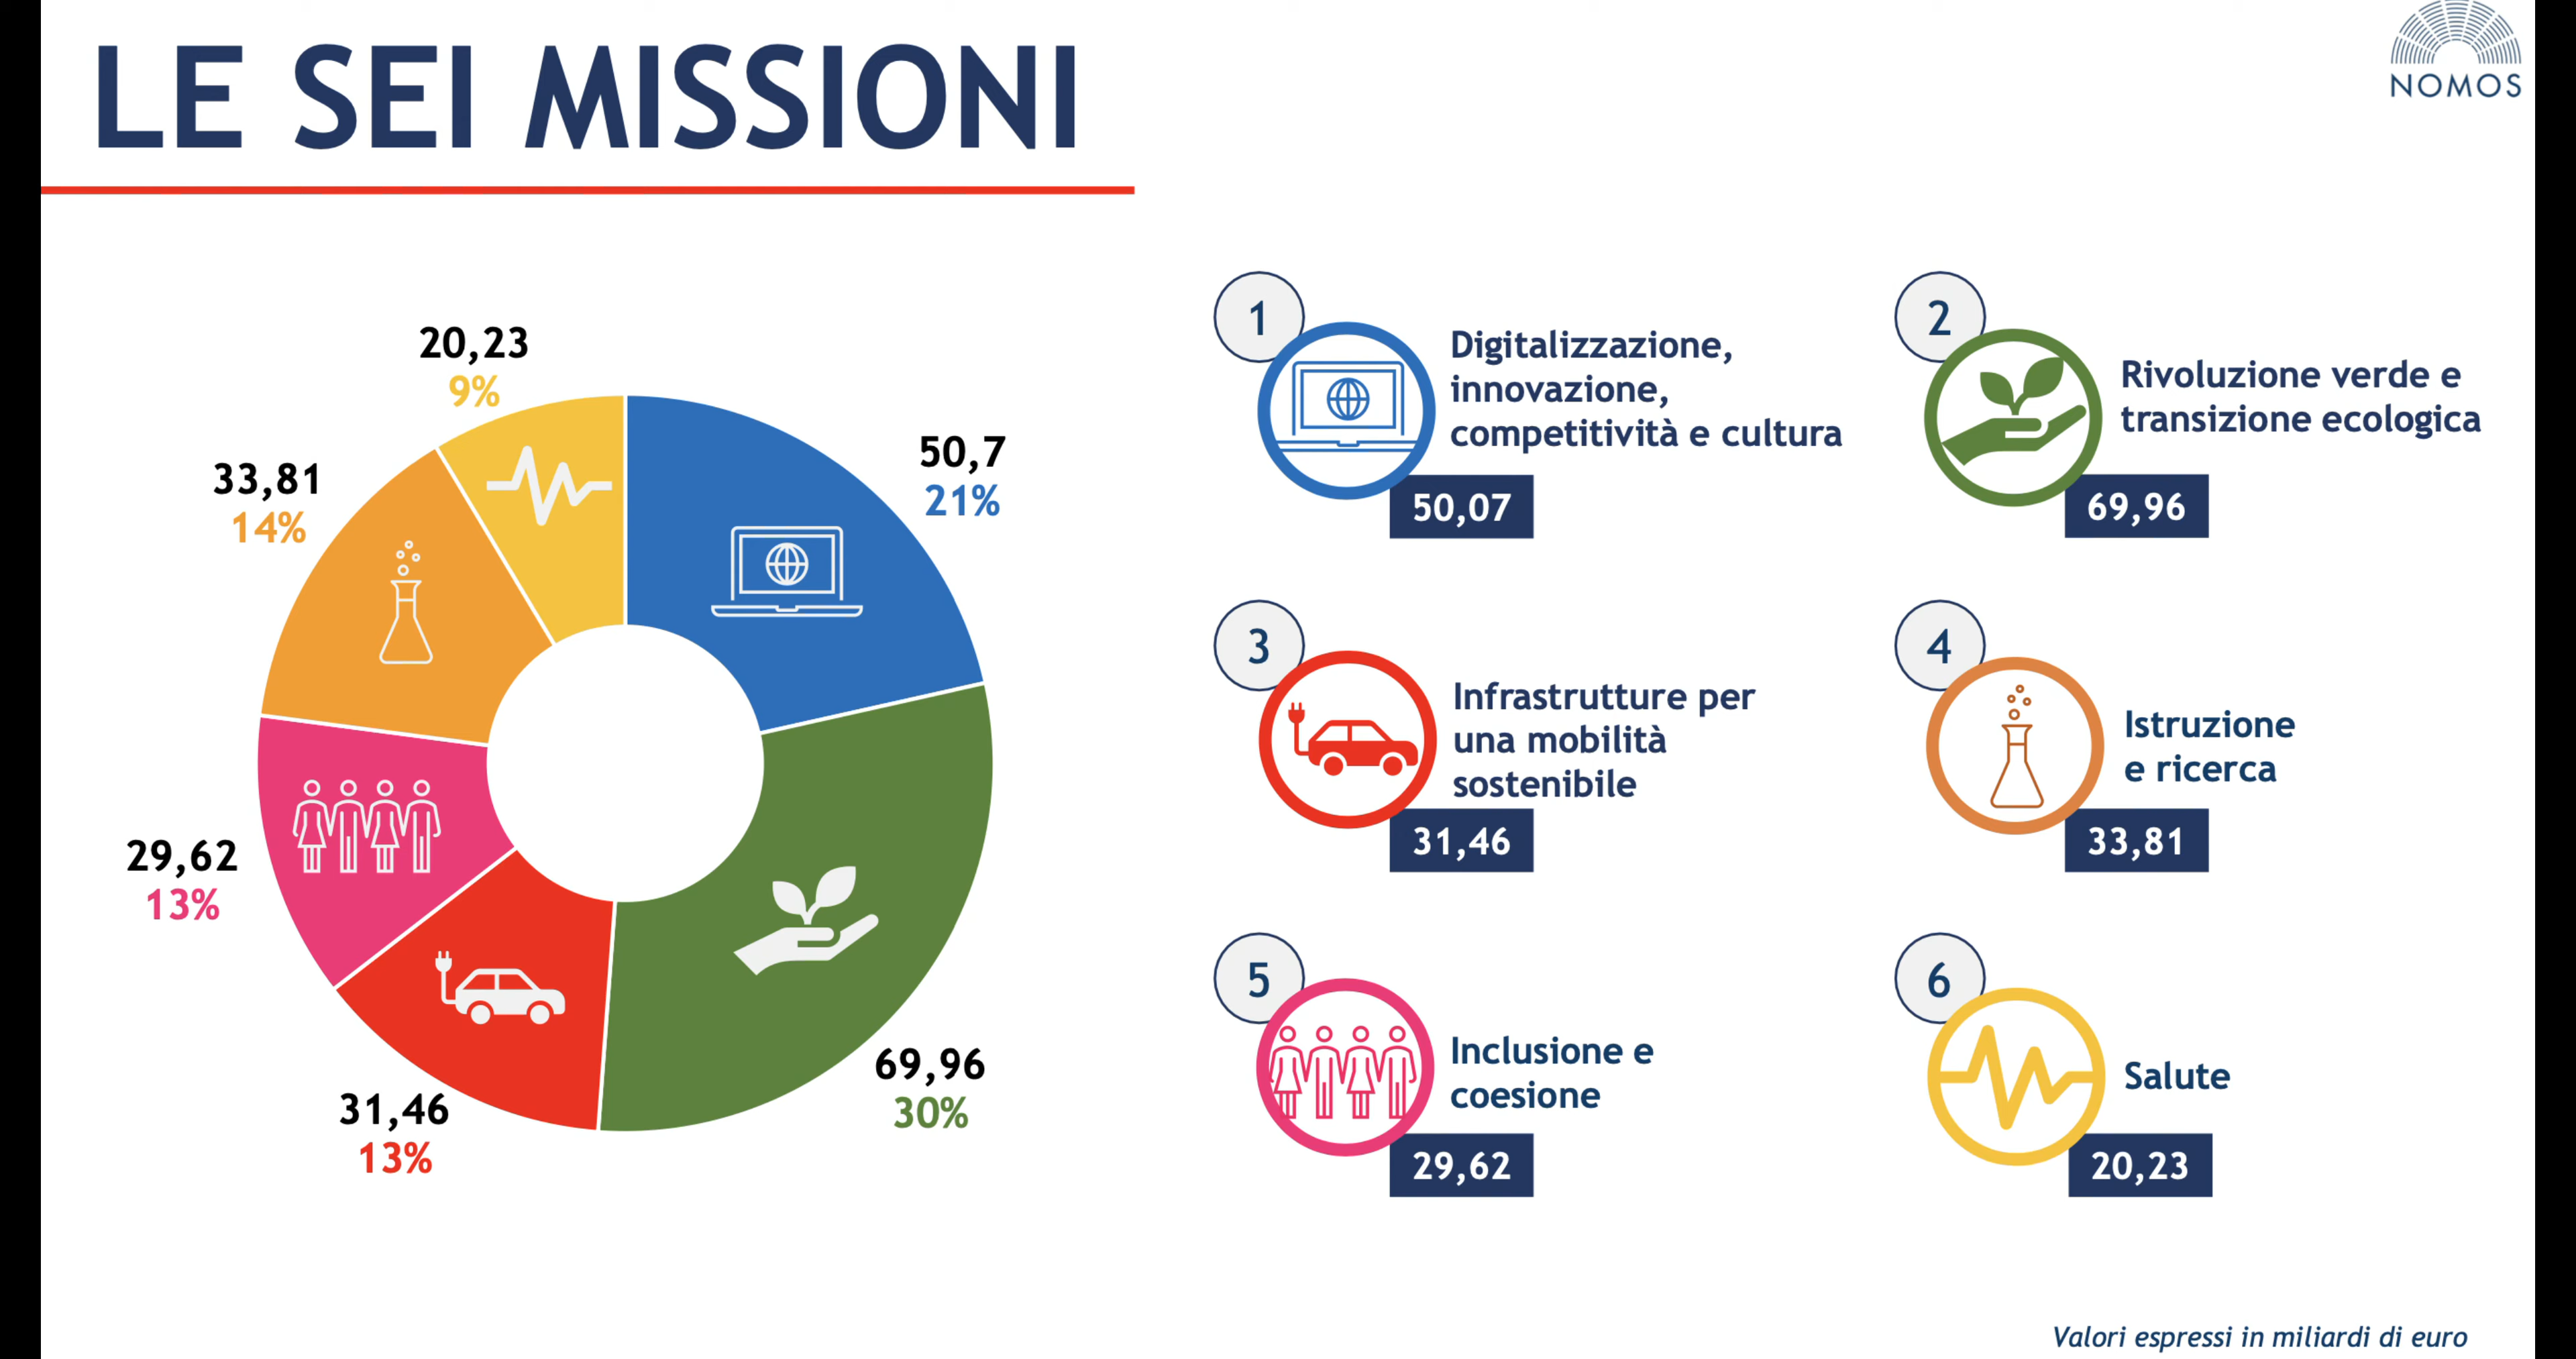 LE SEI MISSIONI
NOMOS
20,23
9%
50,7
21%
33,81
14%
29,62
13%
31,46
13%
69,96
30%
1
Digitalizzazione,
innovazione,
competitività e cultura
50,07
2
Rivoluzione verde e
transizione ecologica
69,96
3
Infrastrutture per
una mobilità
sostenibile
31,46
4
Istruzione
e ricerca
33,81
5
Inclusione e
coesione
29,62
6
Salute
20,23
Valori espressi in miliardi di euro